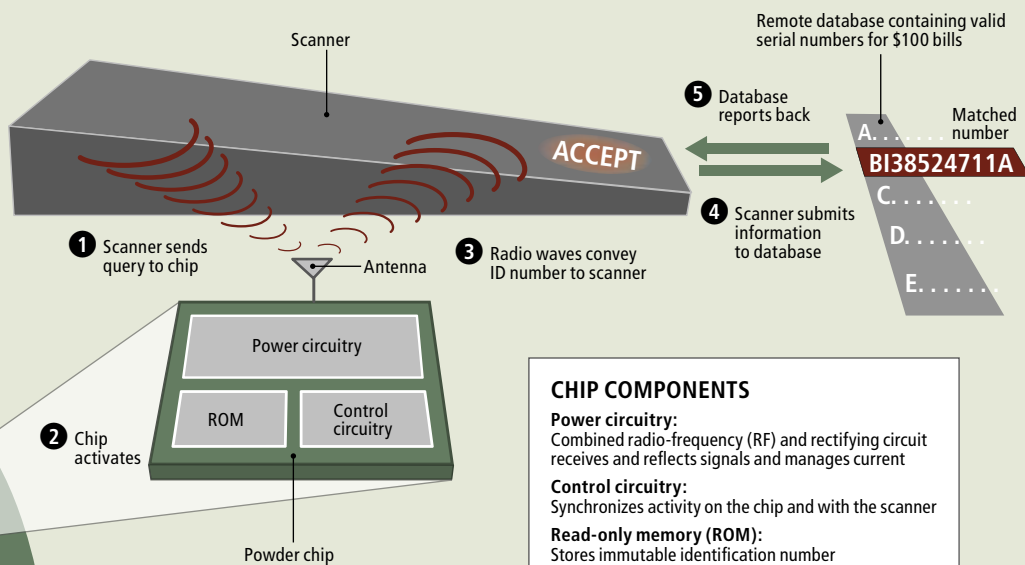 Remote database containing valid
serial numbers for $100 bills
Scanner
5 Database
reports back
Matched
number
A. . . . . . .
ACCEPT
BI38524711A
C. . . . . . .
D. . . . . . .
E. . . . . . .
4 Scanner submits
information
to database
1 Scanner sends
query to chip
3 Radio waves convey
ID number to scanner
Antenna
Power circuitry
ROM
Control
circuitry
2 Chip
activates
Powder chip
CHIP COMPONENTS
Power circuitry:
Combined radio-frequency (RF) and rectifying circuit
receives and reflects signals and manages current
Control circuitry:
Synchronizes activity on the chip and with the scanner
Read-only memory (ROM):
Stores immutable identification number